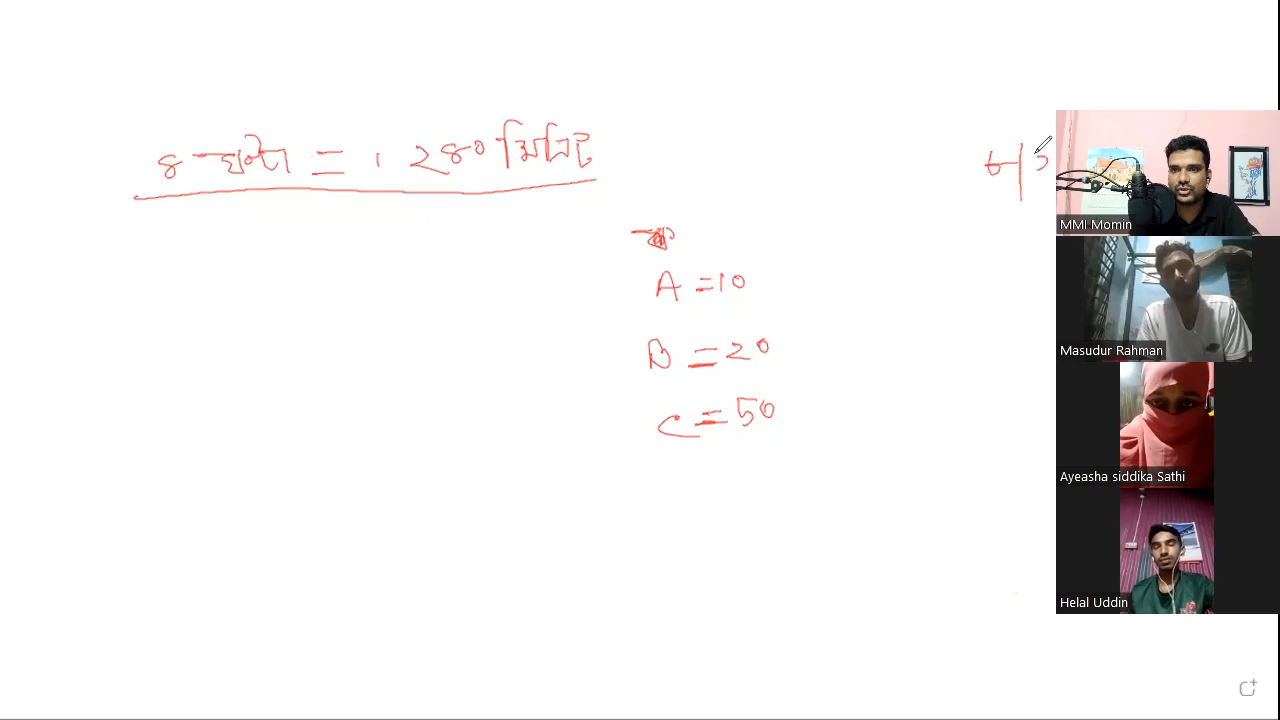 ৪ ঘন্টা = ২৪০ মিনিট
A = 10
B = 20
C = 50
MMI Momin
Masudur Rahman
Ayeasha siddika Sathi
Helal Uddin